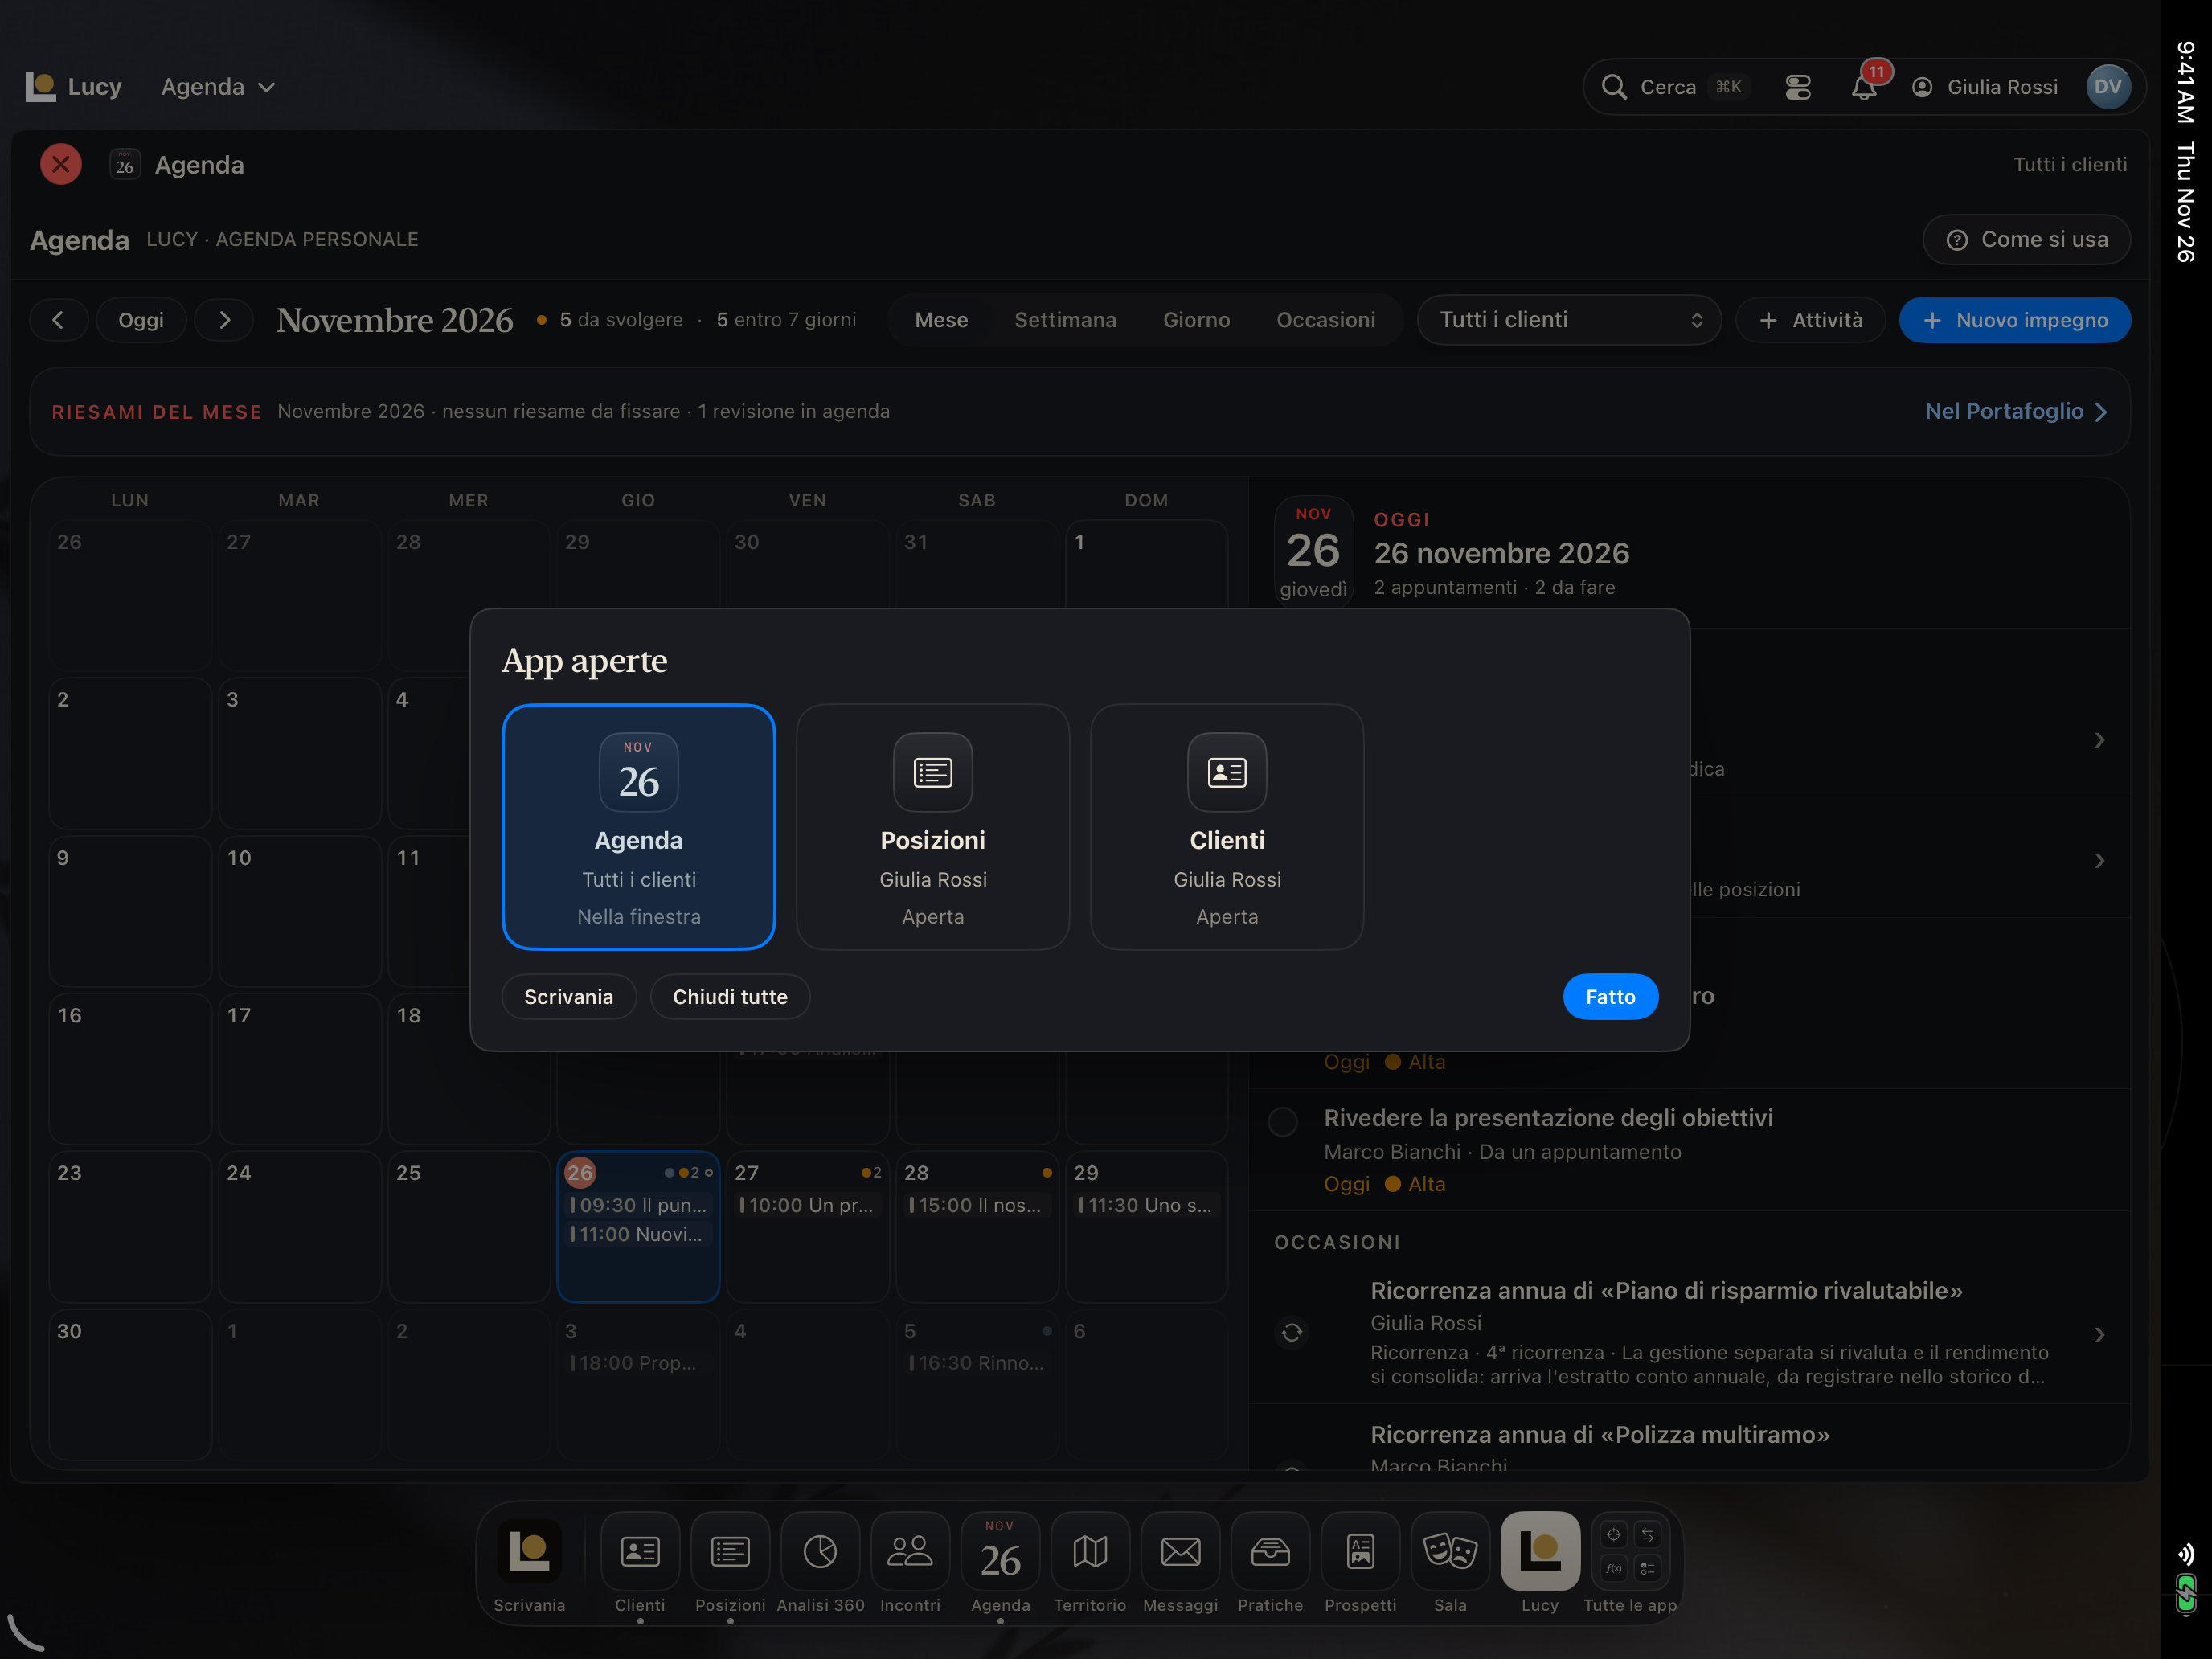 Lucy
Agenda
Cerca ⌘K
11
Giulia Rossi
DV
9:41 AM Thu Nov 26
NOV
26
Agenda
Tutti i clienti
Agenda LUCY · AGENDA PERSONALE
Come si usa
Oggi
Novembre 2026
5 da svolgere · 5 entro 7 giorni
Mese
Settimana
Giorno
Occasioni
Tutti i clienti
+ Attività
+ Nuovo impegno
RIESAMI DEL MESE Novembre 2026 · nessun riesame da fissare · 1 revisione in agenda
Nel Portafoglio
LUN MAR MER GIO VEN SAB DOM
26 27 28 29 30 31 1
2 3 4
9 10 11
16 17 18
23 24 25
26 2
09:30 Il pun...
11:00 Nuovi...
27 2
10:00 Un pr...
28
15:00 Il nos...
29
11:30 Uno s...
30 1 2
3
18:00 Prop...
4
5
16:30 Rinno...
6
NOV
26
giovedì
OGGI
26 novembre 2026
2 appuntamenti · 2 da fare
dica
lle posizioni
ro
Oggi Alta
Rivedere la presentazione degli obiettivi
Marco Bianchi · Da un appuntamento
Oggi Alta
OCCASIONI
Ricorrenza annua di «Piano di risparmio rivalutabile»
Giulia Rossi
Ricorrenza · 4ª ricorrenza · La gestione separata si rivaluta e il rendimento
si consolida: arriva l'estratto conto annuale, da registrare nello storico d...
Ricorrenza annua di «Polizza multiramo»
Marco Bianchi
App aperte
NOV
26
Agenda
Tutti i clienti
Nella finestra
Posizioni
Giulia Rossi
Aperta
Clienti
Giulia Rossi
Aperta
Scrivania
Chiudi tutte
Fatto
NOV
26
f(x)
Scrivania
Clienti
Posizioni
Analisi 360
Incontri
Agenda
Territorio
Messaggi
Pratiche
Prospetti
Sala
Lucy
Tutte le app